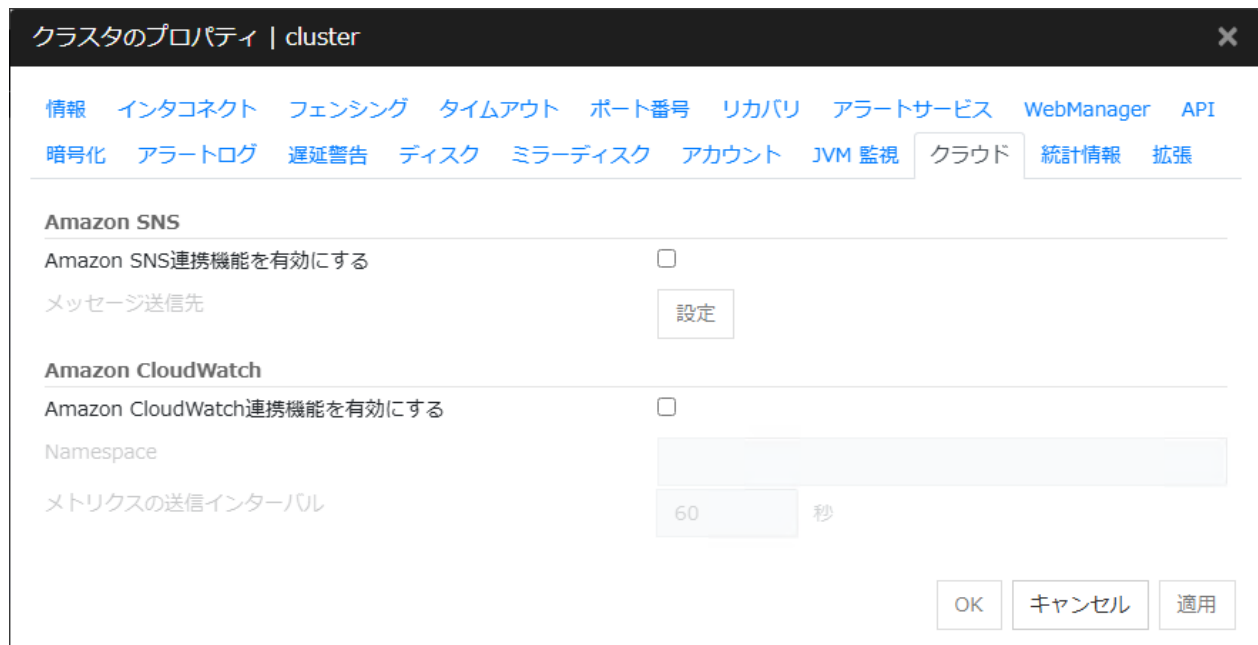 クラスタのプロパティ | cluster
情報 インタコネクト フェンシング タイムアウト ポート番号 リカバリ アラートサービス WebManager API
暗号化 アラートログ 遅延警告 ディスク ミラーディスク アカウント JVM 監視 クラウド 統計情報 拡張
Amazon SNS
Amazon SNS連携機能を有効にする
メッセージ送信先 設定
Amazon CloudWatch
Amazon CloudWatch連携機能を有効にする
Namespace
メトリクスの送信インターバル 60 秒
OK キャンセル 適用